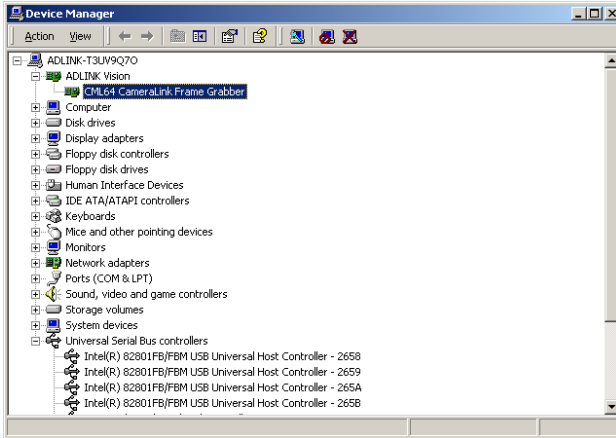 Device Manager
Action View
ADLINK-T3UV9Q7O
ADLINK Vision
CML64 CameraLink Frame Grabber
Computer
Disk drives
Display adapters
Floppy disk controllers
Floppy disk drives
Human Interface Devices
IDE ATA/ATAPI controllers
Keyboards
Mice and other pointing devices
Monitors
Network adapters
Ports (COM & LPT)
Sound, video and game controllers
Storage volumes
System devices
Universal Serial Bus controllers
Intel(R) 82801FB/FBM USB Universal Host Controller - 2658
Intel(R) 82801FB/FBM USB Universal Host Controller - 2659
Intel(R) 82801FB/FBM USB Universal Host Controller - 265A
Intel(R) 82801FB/FBM USB Universal Host Controller - 265B